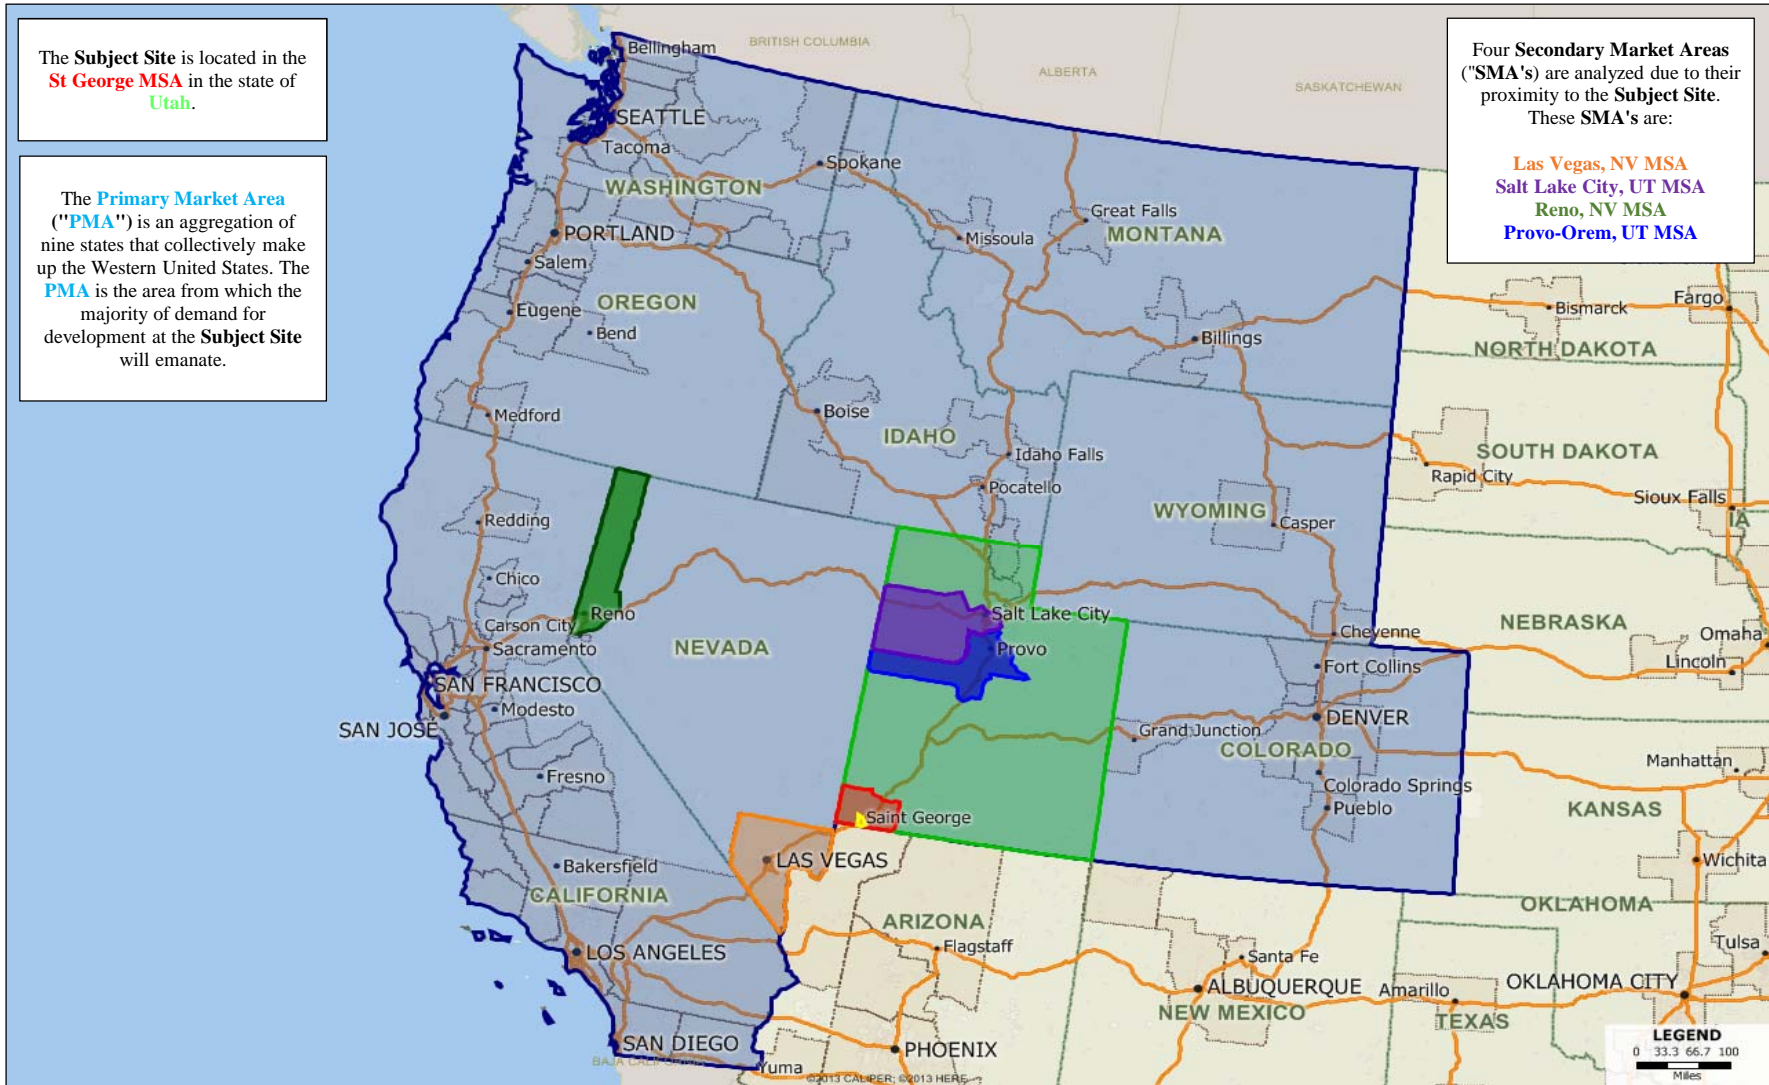 The Subject Site is located in the
St George MSA in the state of
Utah.
The Primary Market Area
("PMA") is an aggregation of
nine states that collectively make
up the Western United States. The
PMA is the area from which the
majority of demand for
development at the Subject Site
will emanate.
Four Secondary Market Areas
("SMA's) are analyzed due to their
proximity to the Subject Site.
These SMA's are:
Las Vegas, NV MSA
Salt Lake City, UT MSA
Reno, NV MSA
Provo-Orem, UT MSA
BRITISH COLUMBIA
ALBERTA
SASKATCHEWAN
Bellingham
SEATTLE
Tacoma
Spokane
WASHINGTON
Great Falls
MONTANA
Missoula
PORTLAND
Salem
OREGON
Eugene
Bend
Billings
Bismarck
Fargo
NORTH DAKOTA
Medford
Boise
IDAHO
Idaho Falls
Pocatello
SOUTH DAKOTA
Rapid City
Sioux Falls
IA
WYOMING
Casper
Redding
Chico
Reno
Carson City
Sacramento
NEVADA
Salt Lake City
Provo
Cheyenne
NEBRASKA
Omaha
Lincoln
Fort Collins
SAN FRANCISCO
Modesto
SAN JOSE
DENVER
Grand Junction
COLORADO
Manhattan
Fresno
Colorado Springs
Pueblo
KANSAS
Saint George
LAS VEGAS
Wichita
Bakersfield
CALIFORNIA
ARIZONA
OKLAHOMA
Flagstaff
Tulsa
LOS ANGELES
Santa Fe
ALBUQUERQUE
Amarillo
OKLAHOMA CITY
NEW MEXICO
TEXAS
SAN DIEGO
PHOENIX
BAJA CALIFORNIA
Yuma
©2013 CALIPER; ©2013 HERE
LEGEND
0 33.3 66.7 100
Miles